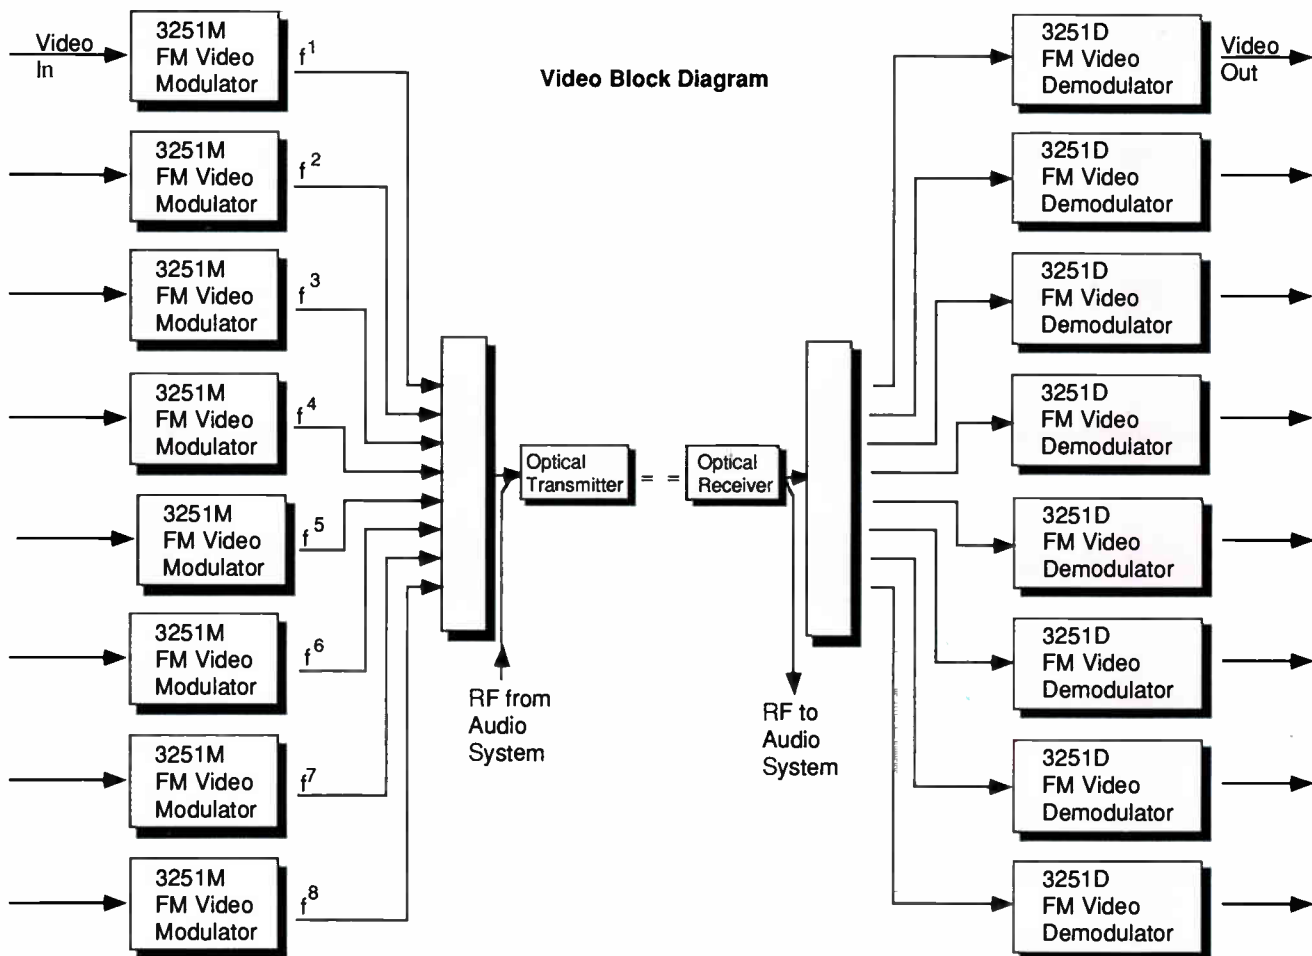 Video Block Diagram
Video
In
3251M
FM Video
Modulator
f1
3251M
FM Video
Modulator
f2
3251M
FM Video
Modulator
f3
3251M
FM Video
Modulator
f4
3251M
FM Video
Modulator
f5
3251M
FM Video
Modulator
f6
3251M
FM Video
Modulator
f7
3251M
FM Video
Modulator
f8
RF from
Audio
System
Optical
Transmitter
= =
Optical
Receiver
RF to
Audio
System
3251D
FM Video
Demodulator
Video
Out
3251D
FM Video
Demodulator
3251D
FM Video
Demodulator
3251D
FM Video
Demodulator
3251D
FM Video
Demodulator
3251D
FM Video
Demodulator
3251D
FM Video
Demodulator
3251D
FM Video
Demodulator